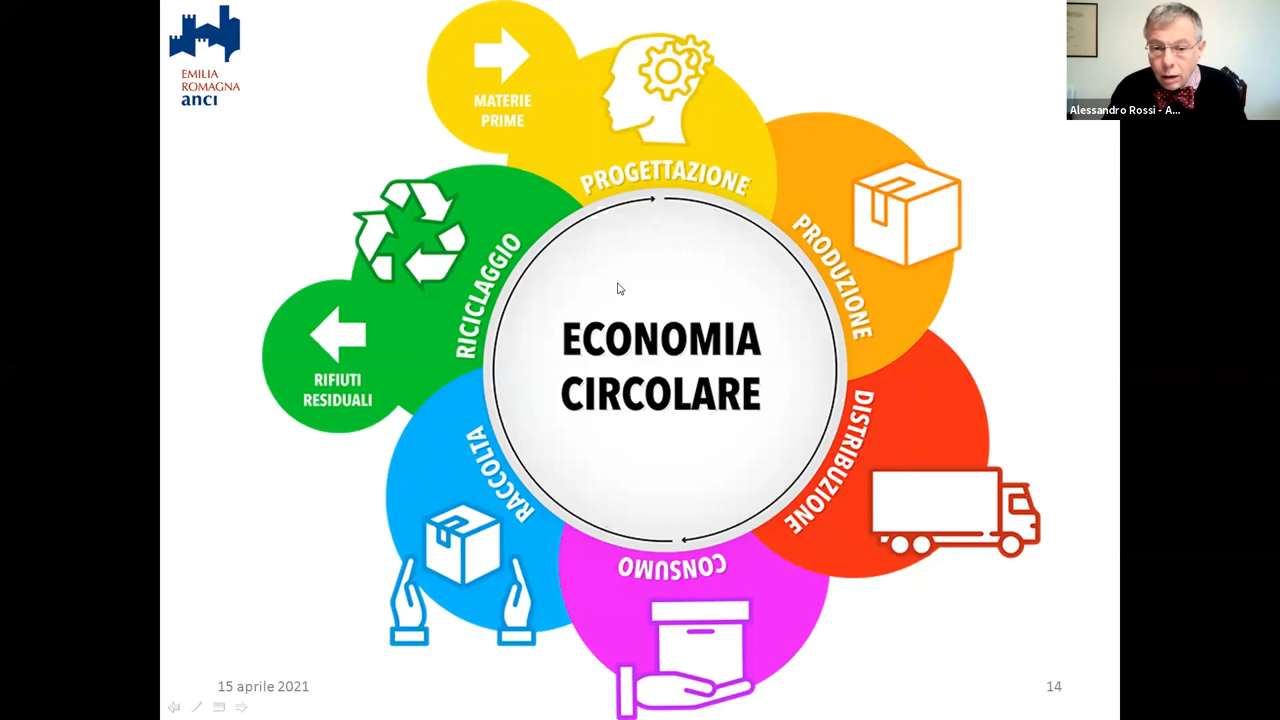 EMILIA
ROMAGNA
anci
MATERIE
PRIME
PROGETTAZIONE
PRODUZIONE
DISTRIBUZIONE
CONSUMO
RACCOLTA
RICICLAGGIO
RIFIUTI
RESIDUALI
ECONOMIA
CIRCOLARE
Alessandro Rossi - A...
15 aprile 2021
14